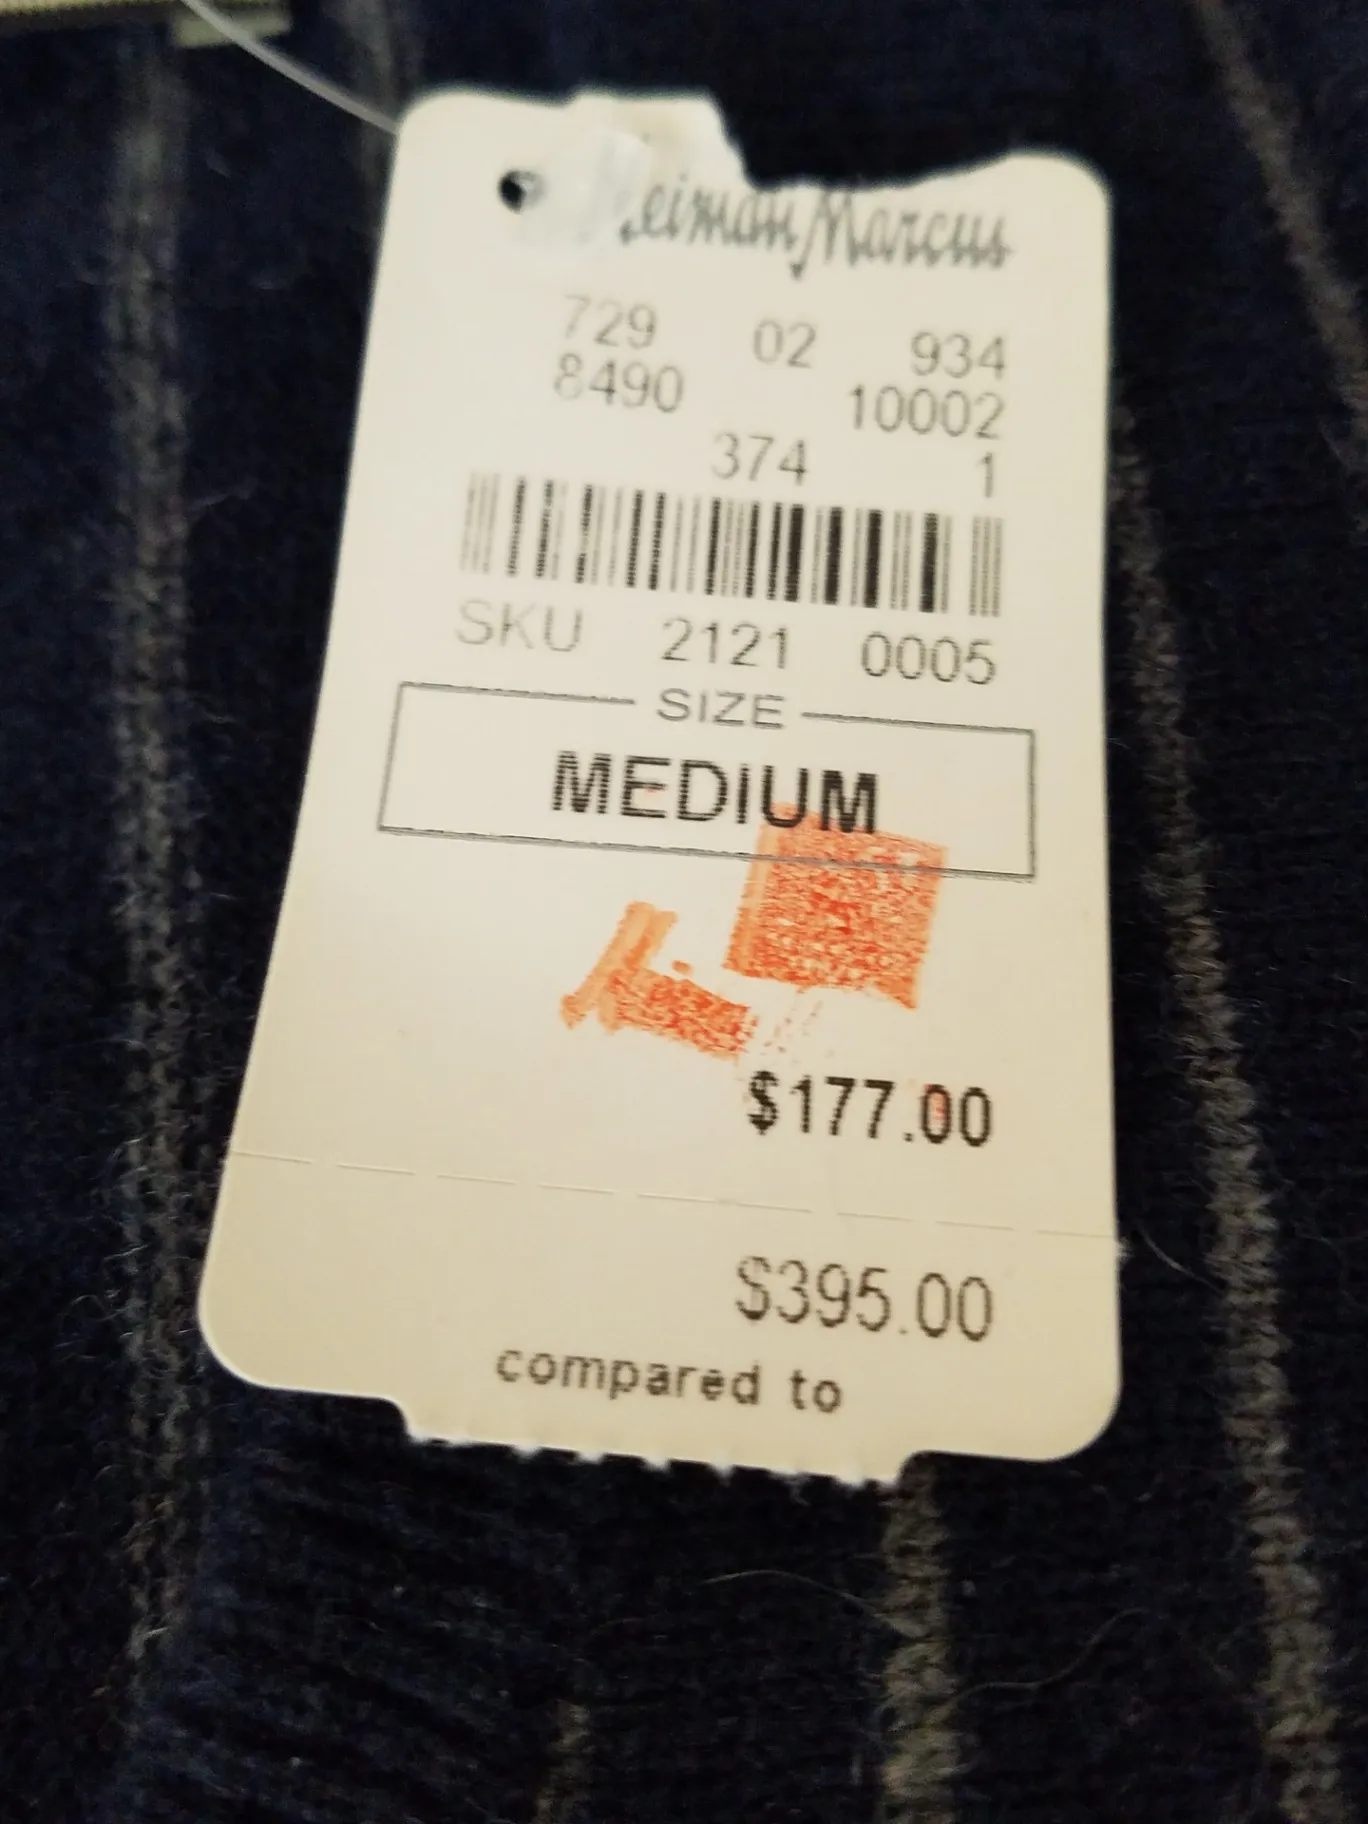 Neiman Marcus
729 02 934
8490 10002
374 1
SKU 2121 0005
SIZE
MEDIUM
$177.00
$395.00
compared to